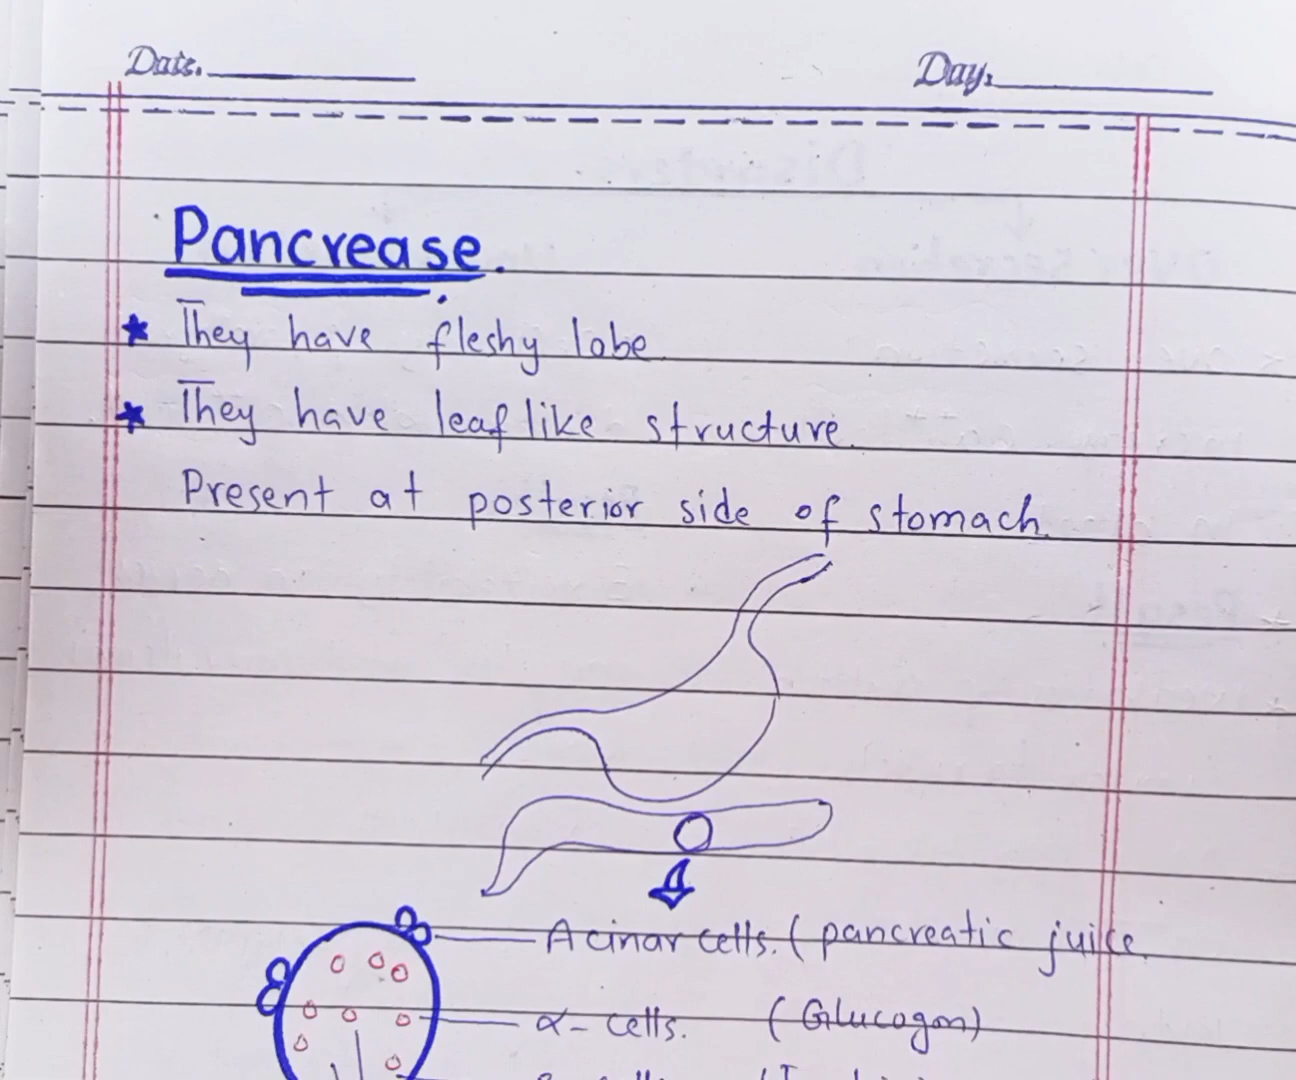 Date.
Day:
Pancrease.
★ They have fleshy lobe
★ They have leaf like structure.
Present at posterior side of stomach.
Acinar cells. (pancreatic juice
α- cells. (Glucogon)